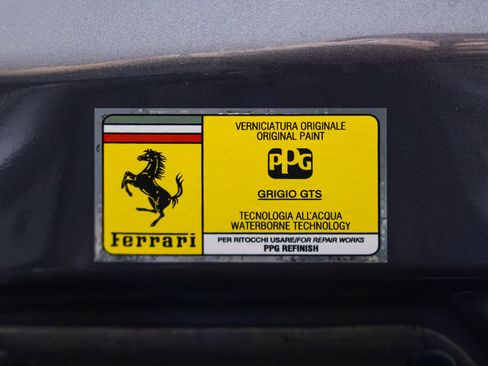 VERNICIATURA ORIGINALE
ORIGINAL PAINT
PPG
GRIGIO GTS
TECNOLOGIA ALL'ACQUA
WATERBORNE TECHNOLOGY
Ferrari
PER RITOCCHI USARE/FOR REPAIR WORKS
PPG REFINISH